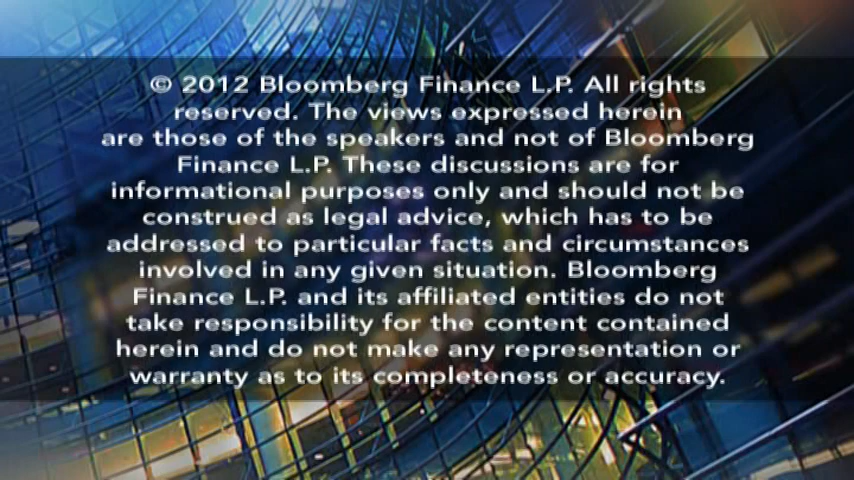 © 2012 Bloomberg Finance L.P. All rights
reserved. The views expressed herein
are those of the speakers and not of Bloomberg
Finance L.P. These discussions are for
informational purposes only and should not be
construed as legal advice, which has to be
addressed to particular facts and circumstances
involved in any given situation. Bloomberg
Finance L.P. and its affiliated entities do not
take responsibility for the content contained
herein and do not make any representation or
warranty as to its completeness or accuracy.